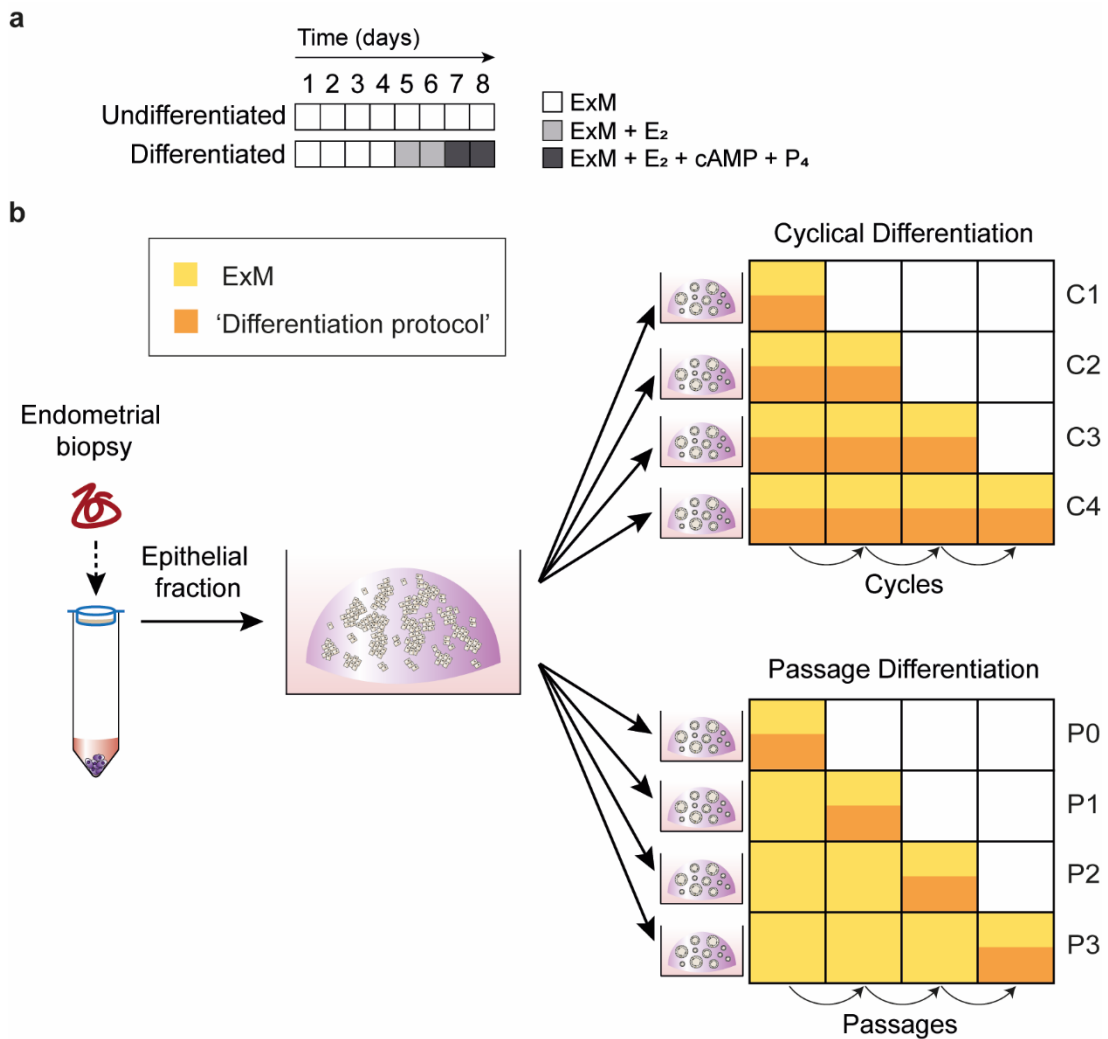 a
Time (days)
1 2 3 4 5 6 7 8
Undifferentiated
Differentiated
ExM
ExM + E₂
ExM + E₂ + cAMP + P₄
b
ExM
‘Differentiation protocol’
Endometrial
biopsy
Epithelial
fraction
Cyclical Differentiation
C1
C2
C3
C4
Cycles
Passage Differentiation
P0
P1
P2
P3
Passages